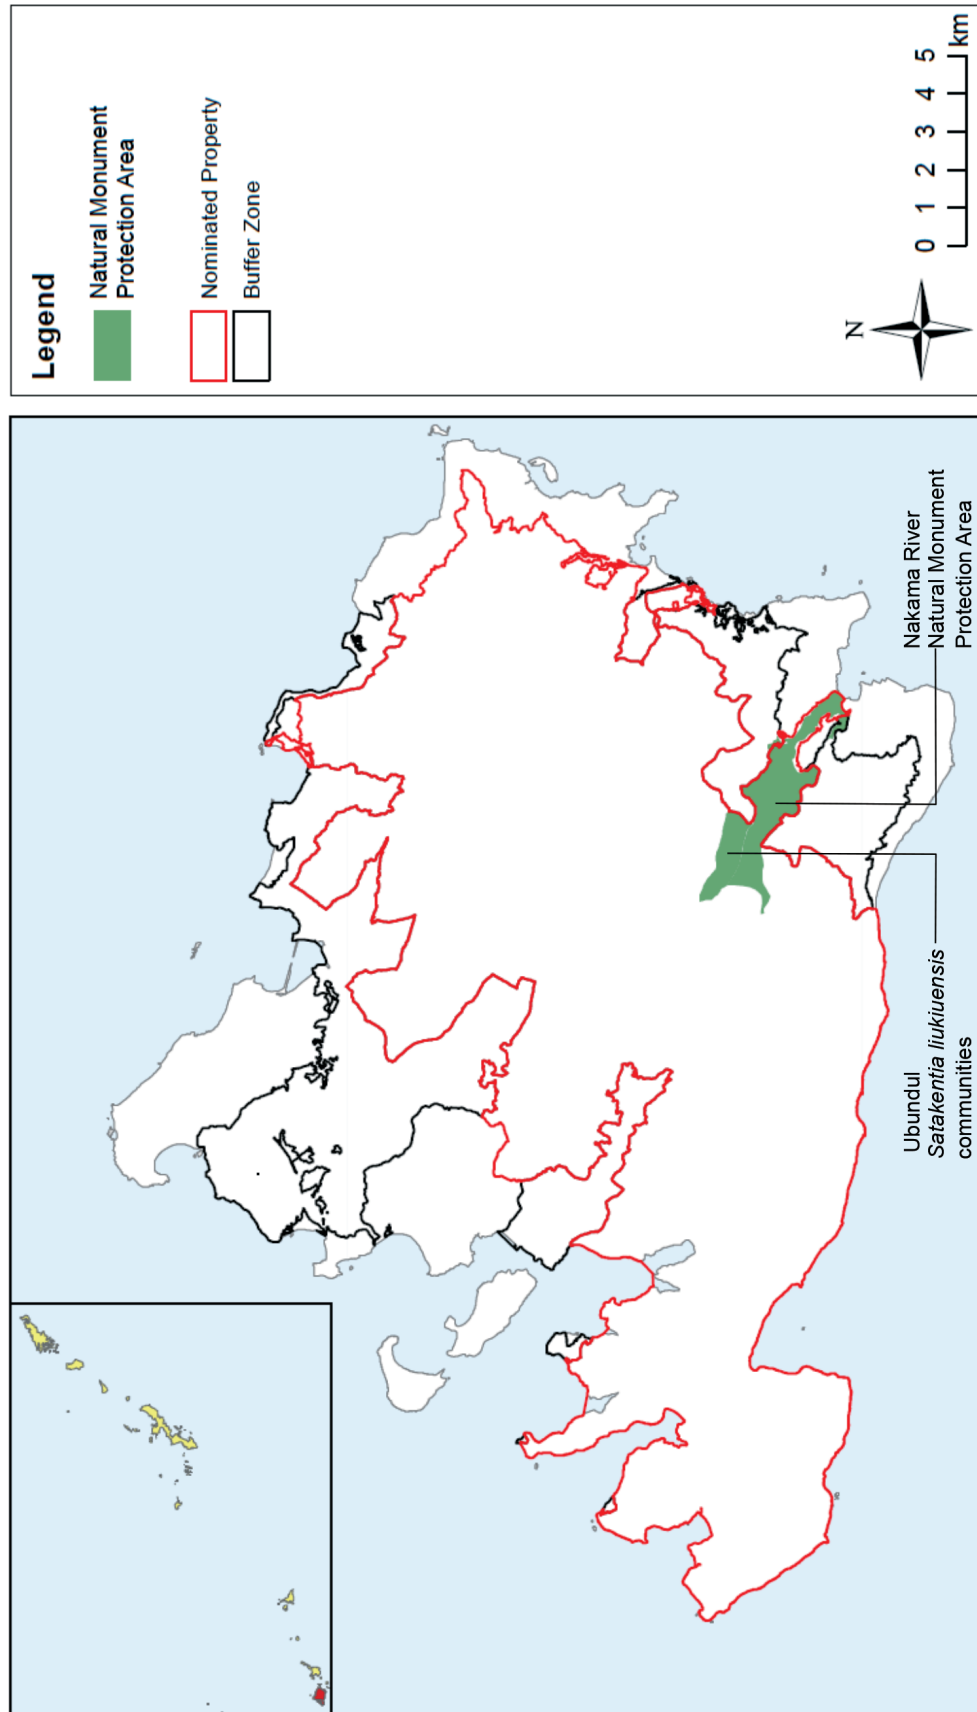 Legend
Natural Monument
Protection Area
Nominated Property
Buffer Zone
N
0 1 2 3 4 5
km
Nakama River
Natural Monument
Protection Area
Ubundul
Satakentia liukiuensis
communities